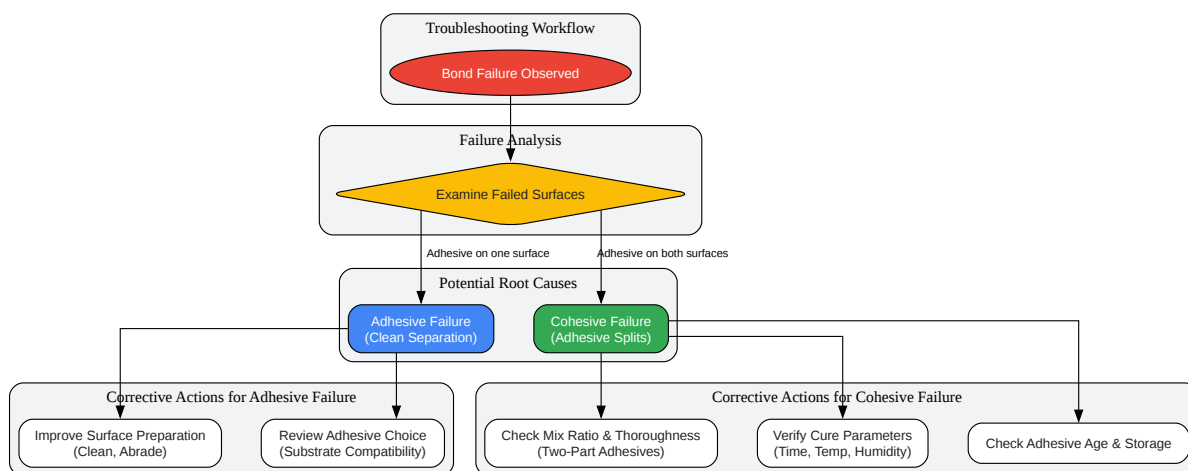 Troubleshooting Workflow
Bond Failure Observed
Failure Analysis
Examine Failed Surfaces
Adhesive on one surface
Adhesive on both surfaces
Potential Root Causes
Adhesive Failure
(Clean Separation)
Cohesive Failure
(Adhesive Splits)
Corrective Actions for Adhesive Failure
Improve Surface Preparation
(Clean, Abrade)
Review Adhesive Choice
(Substrate Compatibility)
Corrective Actions for Cohesive Failure
Check Mix Ratio & Thoroughness
(Two-Part Adhesives)
Verify Cure Parameters
(Time, Temp, Humidity)
Check Adhesive Age & Storage